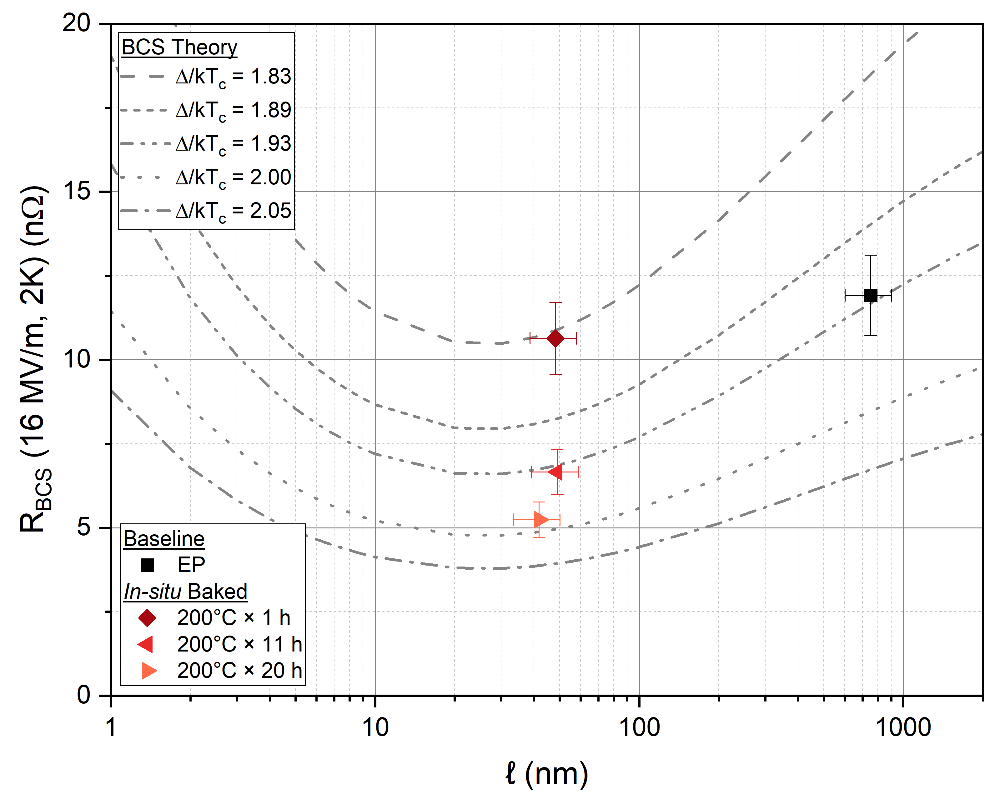 20
15
10
5
0
R_BCS (16 MV/m, 2K) (nΩ)
BCS Theory
Δ/kT_c = 1.83
Δ/kT_c = 1.89
Δ/kT_c = 1.93
Δ/kT_c = 2.00
Δ/kT_c = 2.05
Baseline
EP
In-situ Baked
200°C × 1 h
200°C × 11 h
200°C × 20 h
1 10 100 1000
ℓ (nm)